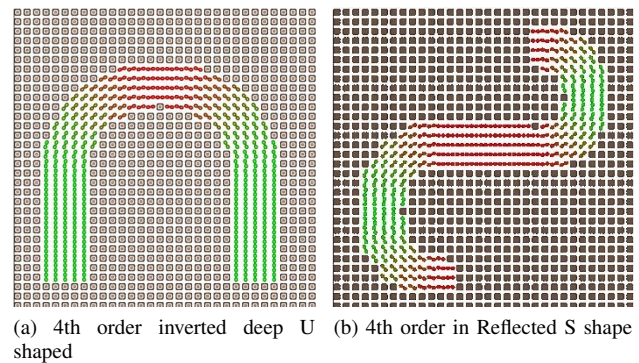 (a) 4th order inverted deep U
shaped
(b) 4th order in Reflected S shape